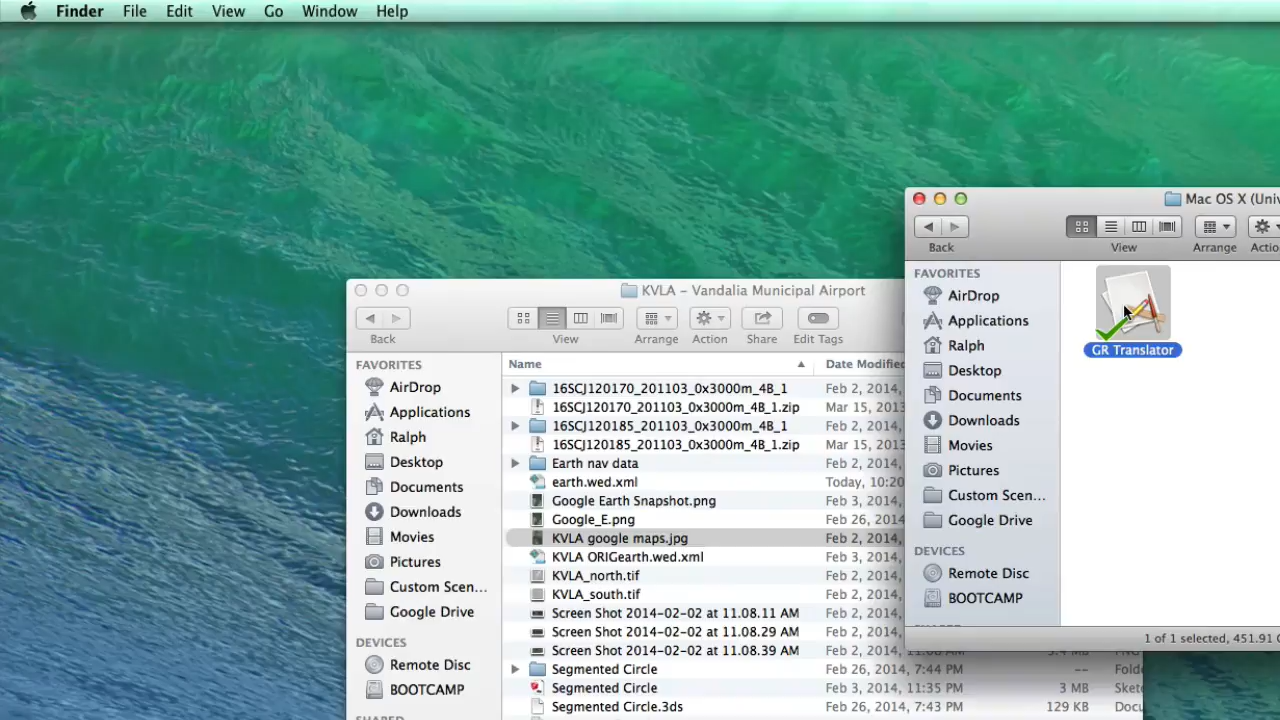 Finder File Edit View Go Window Help
Mac OS X (Univ
Back View Arrange Actio
FAVORITES
AirDrop
Applications
Ralph
Desktop
Documents
Downloads
Movies
Pictures
Custom Scen...
Google Drive
DEVICES
Remote Disc
BOOTCAMP
GR Translator
1 of 1 selected, 451.91 G
KVLA – Vandalia Municipal Airport
Back View Arrange Action Share Edit Tags
FAVORITES
AirDrop
Applications
Ralph
Desktop
Documents
Downloads
Movies
Pictures
Custom Scen...
Google Drive
DEVICES
Remote Disc
BOOTCAMP
Name Date Modified
16SCJ120170_201103_0x3000m_4B_1 Feb 2, 2014,
16SCJ120170_201103_0x3000m_4B_1.zip Mar 15, 2013
16SCJ120185_201103_0x3000m_4B_1 Feb 2, 2014,
16SCJ120185_201103_0x3000m_4B_1.zip Mar 15, 2013
Earth nav data Feb 2, 2014,
earth.wed.xml Today, 10:20
Google Earth Snapshot.png Feb 3, 2014,
Google_E.png Feb 26, 2014,
KVLA google maps.jpg Feb 2, 2014,
KVLA ORIGearth.wed.xml Feb 3, 2014,
KVLA_north.tif Feb 2, 2014,
KVLA_south.tif Feb 2, 2014,
Screen Shot 2014-02-02 at 11.08.11 AM Feb 2, 2014,
Screen Shot 2014-02-02 at 11.08.29 AM Feb 2, 2014,
Screen Shot 2014-02-02 at 11.08.39 AM Feb 2, 2014,
Segmented Circle Feb 26, 2014, 7:44 PM -- Folde
Segmented Circle Feb 3, 2014, 11:35 PM 3 MB Sketc
Segmented Circle.3ds Feb 26, 2014, 7:43 PM 129 KB Docu